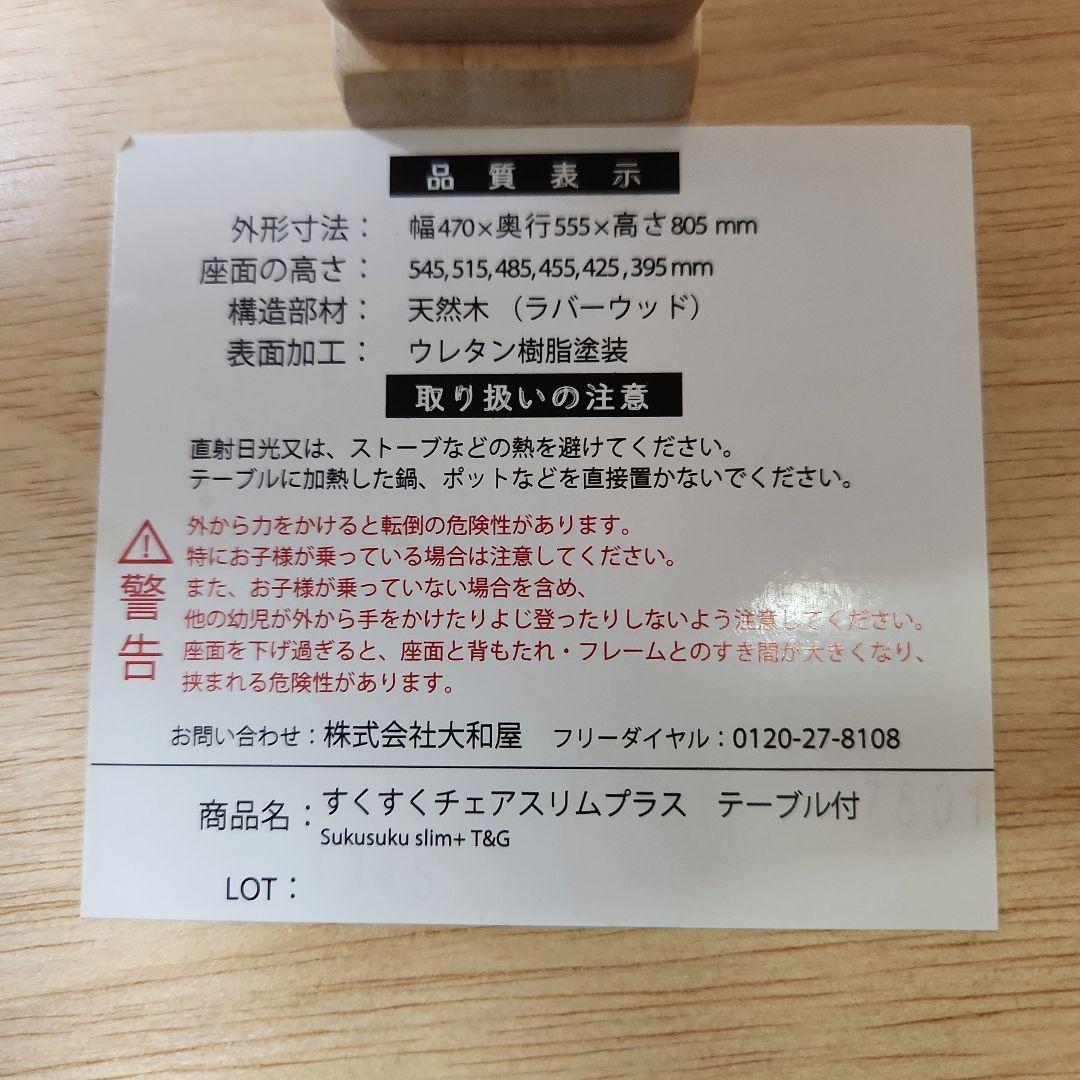 品質表示
外形寸法： 幅470×奥行555×高さ805 mm
座面の高さ： 545,515,485,455,425,395mm
構造部材： 天然木 （ラバーウッド）
表面加工： ウレタン樹脂塗装
取り扱いの注意
直射日光又は、ストーブなどの熱を避けてください。
テーブルに加熱した鍋、ポットなどを直接置かないでください。
警告
外から力をかけると転倒の危険性があります。
特にお子様が乗っている場合は注意してください。
また、お子様が乗っていない場合を含め、
他の幼児が外から手をかけたりよじ登ったりしないよう注意してください。
座面を下げ過ぎると、座面と背もたれ・フレームとのすき間が大きくなり、
挟まれる危険性があります。
お問い合わせ：株式会社大和屋 フリーダイヤル：0120-27-8108
商品名：すくすくチェアスリムプラス テーブル付
Sukusuku slim+ T&G
LOT：